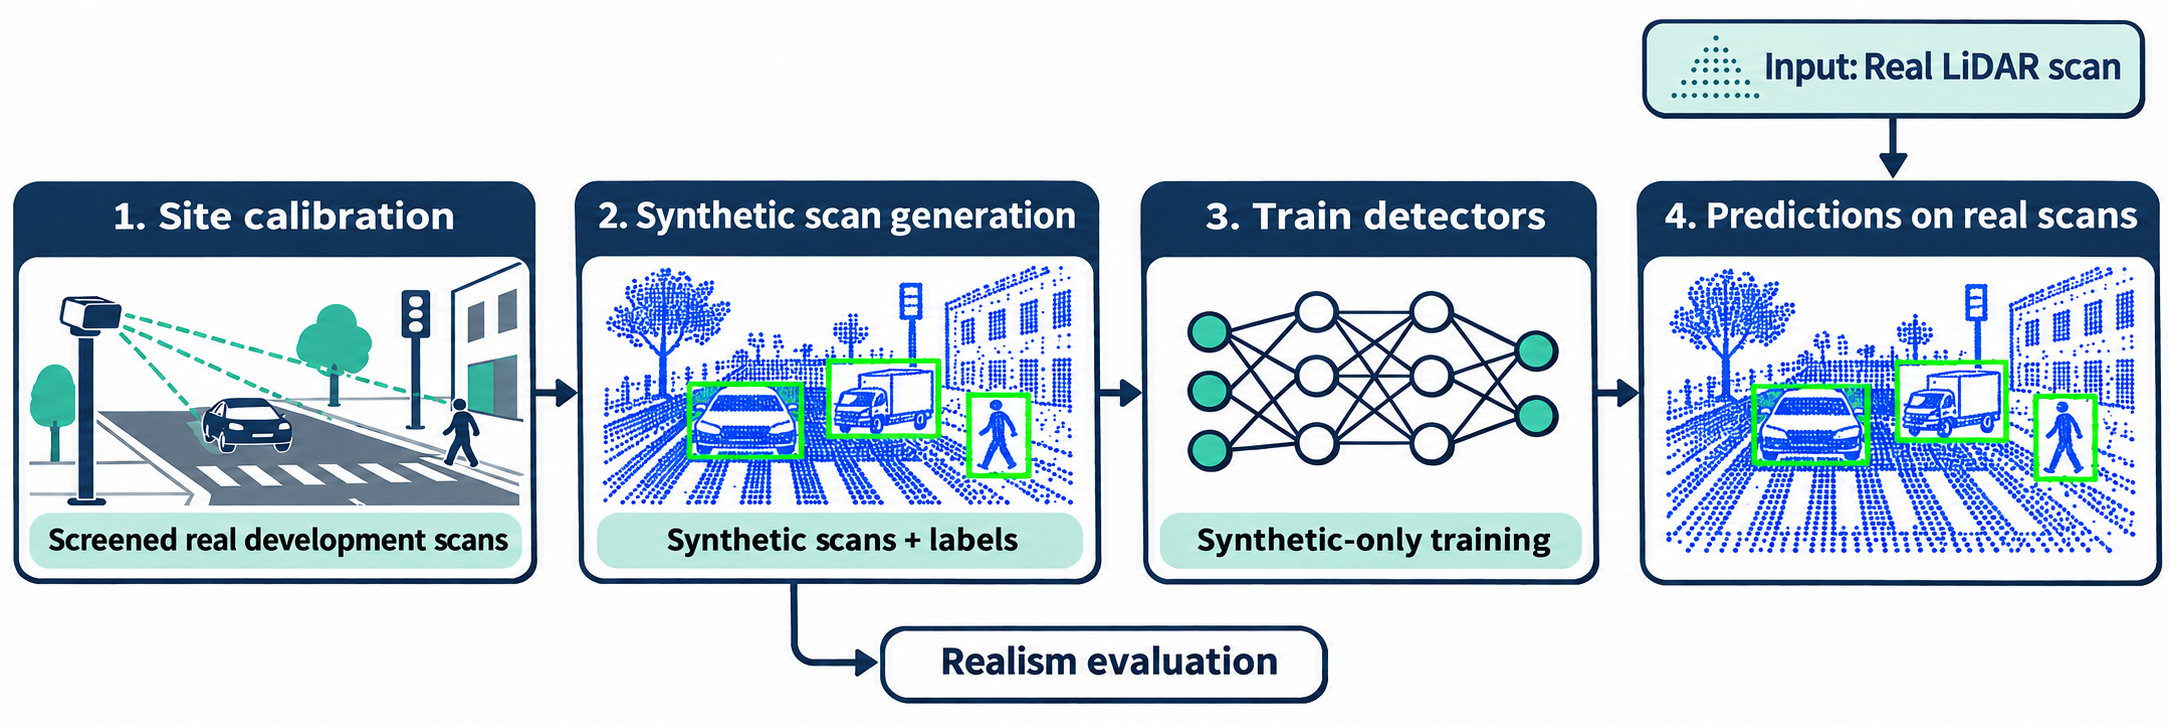 Input: Real LiDAR scan
1. Site calibration
Screened real development scans
2. Synthetic scan generation
Synthetic scans + labels
3. Train detectors
Synthetic-only training
4. Predictions on real scans
Realism evaluation